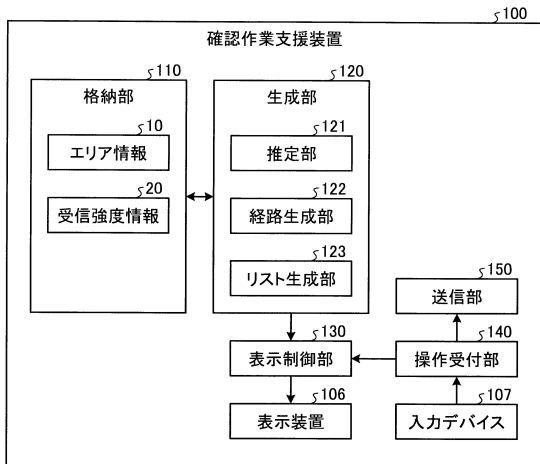 100
確認作業支援装置
110
格納部
10
エリア情報
20
受信強度情報
120
生成部
121
推定部
122
経路生成部
123
リスト生成部
150
送信部
130
表示制御部
140
操作受付部
106
表示装置
107
入力デバイス